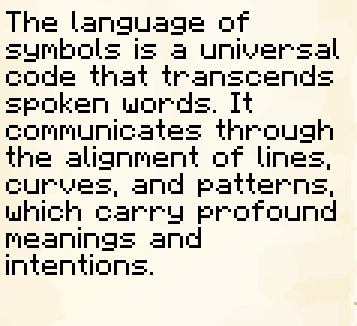 The language of
symbols is a universal
code that transcends
spoken words. It
communicates through
the alignment of lines,
curves, and patterns,
which carry profound
meanings and
intentions.